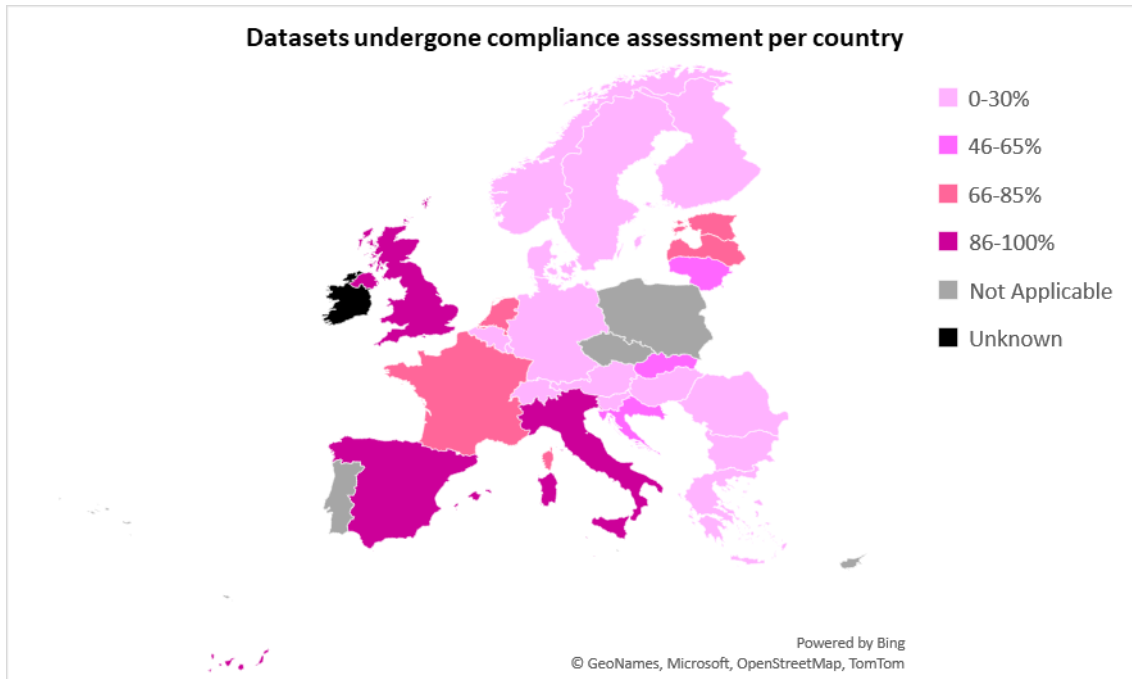 Datasets undergone compliance assessment per country
0-30%
46-65%
66-85%
86-100%
Not Applicable
Unknown
Powered by Bing
© GeoNames, Microsoft, OpenStreetMap, TomTom